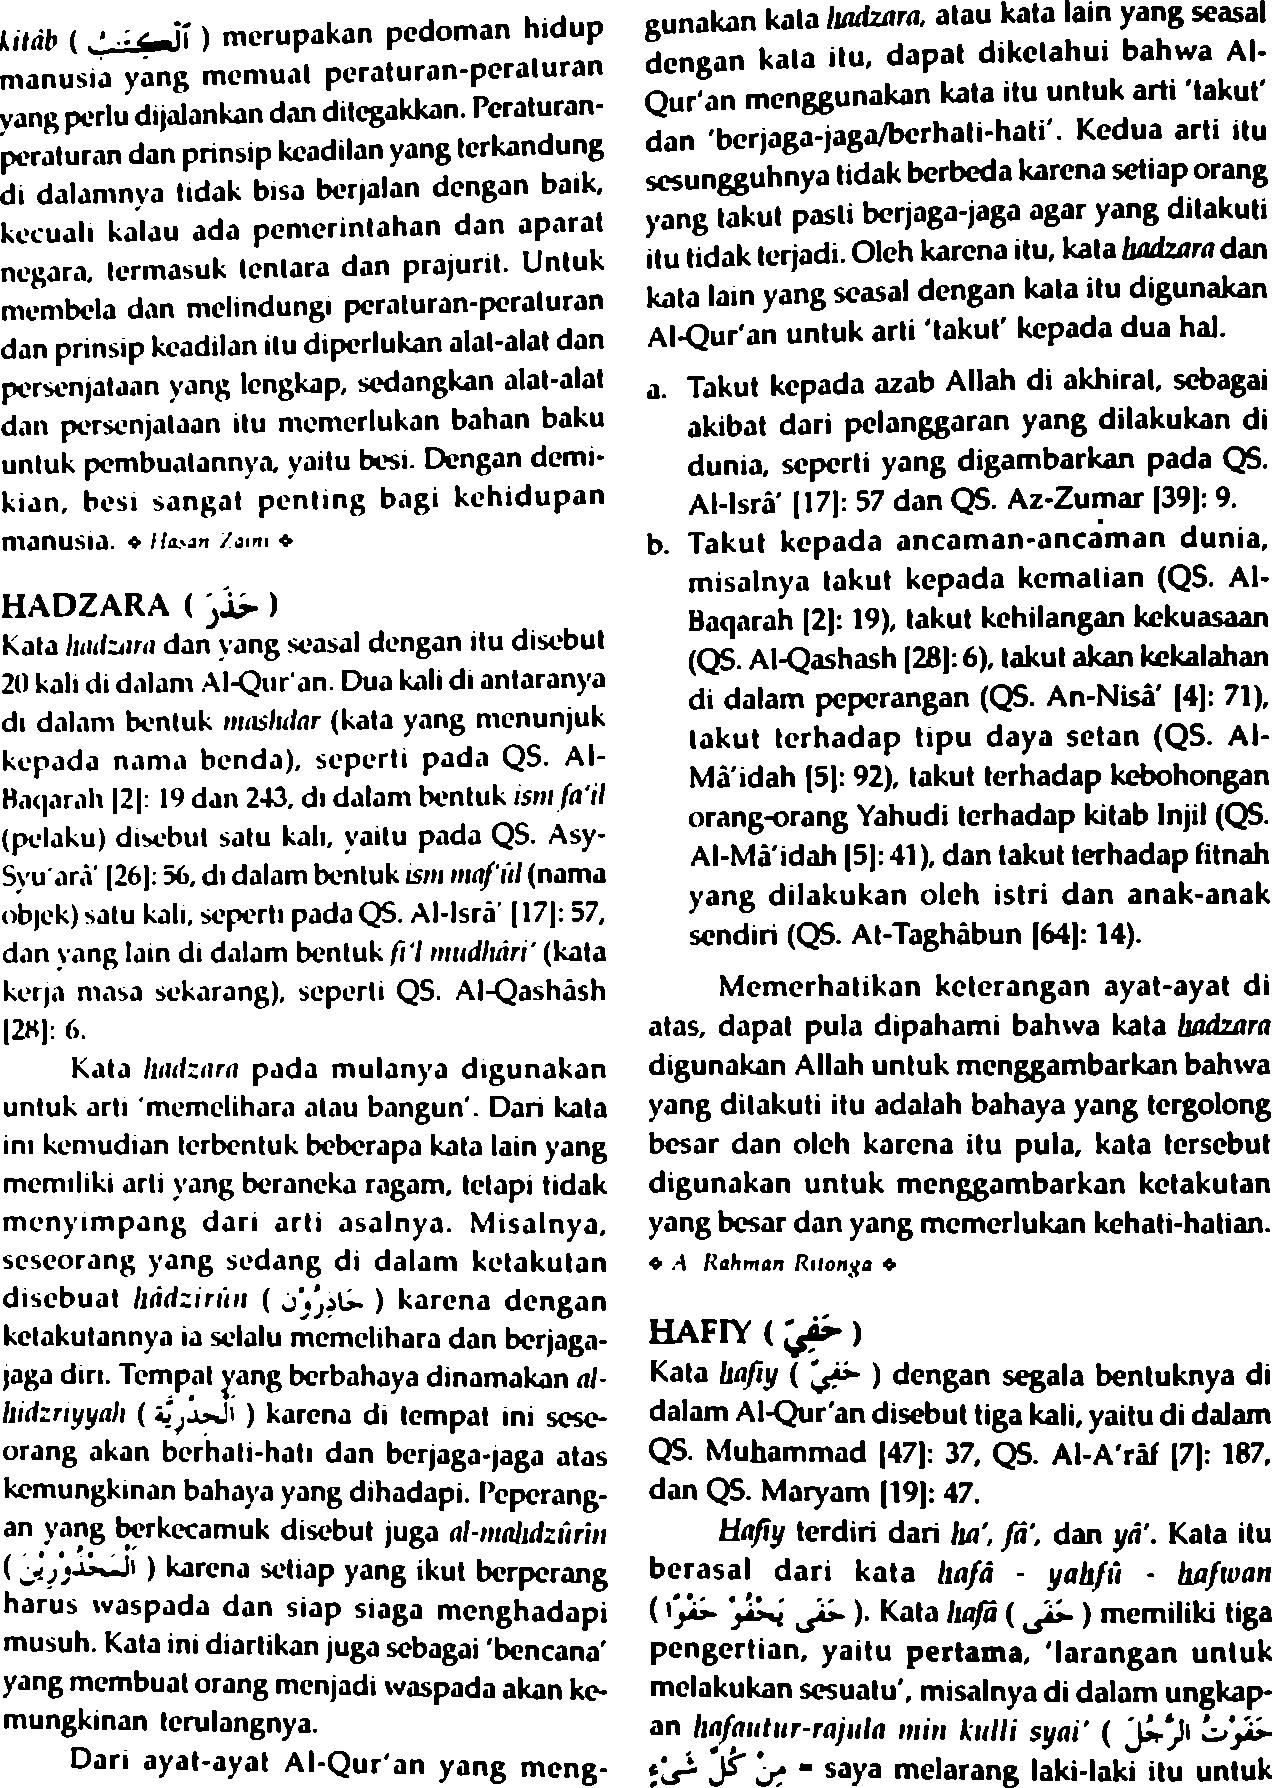 kitâb ( ٱلْكِتَـٰبَ ) merupakan pedoman hidup
manusia yang memuat peraturan-peraturan
yang perlu dijalankan dan ditegakkan. Peraturan-
peraturan dan prinsip keadilan yang terkandung
di dalamnya tidak bisa berjalan dengan baik,
kecuali kalau ada pemerintahan dan aparat
negara, termasuk tentara dan prajurit. Untuk
membela dan melindungi peraturan-peraturan
dan prinsip keadilan itu diperlukan alat-alat dan
persenjataan yang lengkap, sedangkan alat-alat
dan persenjataan itu memerlukan bahan baku
untuk pembuatannya, yaitu besi. Dengan demi-
kian, besi sangat penting bagi kehidupan
manusia. ❖ Hasan Zaini ❖
HADZARA ( حَذَرَ )
Kata hadzara dan yang seasal dengan itu disebut
20 kali di dalam Al-Qur'an. Dua kali di antaranya
di dalam bentuk mashdar (kata yang menunjuk
kepada nama benda), seperti pada QS. Al-
Baqarah [2]: 19 dan 243, di dalam bentuk ism fa'il
(pelaku) disebut satu kali, yaitu pada QS. Asy-
Syu'arâ' [26]: 56, di dalam bentuk ism maf'ûl (nama
objek) satu kali, seperti pada QS. Al-Isrâ' [17]: 57,
dan yang lain di dalam bentuk fi'l mudhâri' (kata
kerja masa sekarang), seperti QS. Al-Qashâsh
[28]: 6.
Kata hadzara pada mulanya digunakan
untuk arti 'memelihara atau bangun'. Dari kata
ini kemudian terbentuk beberapa kata lain yang
memiliki arti yang beraneka ragam, tetapi tidak
menyimpang dari arti asalnya. Misalnya,
seseorang yang sedang di dalam ketakutan
disebuat hâdzirûn ( حَاذِرُوْنَ ) karena dengan
ketakutannya ia selalu memelihara dan berjaga-
jaga diri. Tempat yang berbahaya dinamakan al-
hidzriyyah ( اَلْحِذْرِيَّة ) karena di tempat ini sese-
orang akan berhati-hati dan berjaga-jaga atas
kemungkinan bahaya yang dihadapi. Peperang-
an yang berkecamuk disebut juga al-mahdzûrîn
( اَلْمَحْذُوْرِيْنَ ) karena setiap yang ikut berperang
harus waspada dan siap siaga menghadapi
musuh. Kata ini diartikan juga sebagai 'bencana'
yang membuat orang menjadi waspada akan ke-
mungkinan terulangnya.
Dari ayat-ayat Al-Qur'an yang meng-
gunakan kata hadzara, atau kata lain yang seasal
dengan kata itu, dapat diketahui bahwa Al-
Qur'an menggunakan kata itu untuk arti 'takut'
dan 'berjaga-jaga/berhati-hati'. Kedua arti itu
sesungguhnya tidak berbeda karena setiap orang
yang takut pasti berjaga-jaga agar yang ditakuti
itu tidak terjadi. Oleh karena itu, kata hadzara dan
kata lain yang seasal dengan kata itu digunakan
Al-Qur'an untuk arti 'takut' kepada dua hal.
a. Takut kepada azab Allah di akhirat, sebagai
akibat dari pelanggaran yang dilakukan di
dunia, seperti yang digambarkan pada QS.
Al-Isrâ' [17]: 57 dan QS. Az-Zumar [39]: 9.
b. Takut kepada ancaman-ancaman dunia,
misalnya takut kepada kematian (QS. Al-
Baqarah [2]: 19), takut kehilangan kekuasaan
(QS. Al-Qashash [28]: 6), takut akan kekalahan
di dalam peperangan (QS. An-Nisâ' [4]: 71),
takut terhadap tipu daya setan (QS. Al-
Mâ'idah [5]: 92), takut terhadap kebohongan
orang-orang Yahudi terhadap kitab Injil (QS.
Al-Mâ'idah [5]: 41), dan takut terhadap fitnah
yang dilakukan oleh istri dan anak-anak
sendiri (QS. At-Taghâbun [64]: 14).
Memerhatikan keterangan ayat-ayat di
atas, dapat pula dipahami bahwa kata hadzara
digunakan Allah untuk menggambarkan bahwa
yang ditakuti itu adalah bahaya yang tergolong
besar dan oleh karena itu pula, kata tersebut
digunakan untuk menggambarkan ketakutan
yang besar dan yang memerlukan kehati-hatian.
❖ A Rahman Ritonga ❖
HAFIY ( حَفِيّ )
Kata hafiy ( حَفِيّ ) dengan segala bentuknya di
dalam Al-Qur'an disebut tiga kali, yaitu di dalam
QS. Muhammad [47]: 37, QS. Al-A'râf [7]: 187,
dan QS. Maryam [19]: 47.
Hafiy terdiri dari ha', fâ', dan yâ'. Kata itu
berasal dari kata hafâ - yahfû - hafwan
( حَفَى يَحْفُوْ حَفْوًا ). Kata hafâ ( حَفَى ) memiliki tiga
pengertian, yaitu pertama, 'larangan untuk
melakukan sesuatu', misalnya di dalam ungkap-
an hafautur-rajula min kulli syai' ( حَفَوْتُ الرَّجُلَ
مِنْ كُلِّ شَيْءٍ = saya melarang laki-laki itu untuk